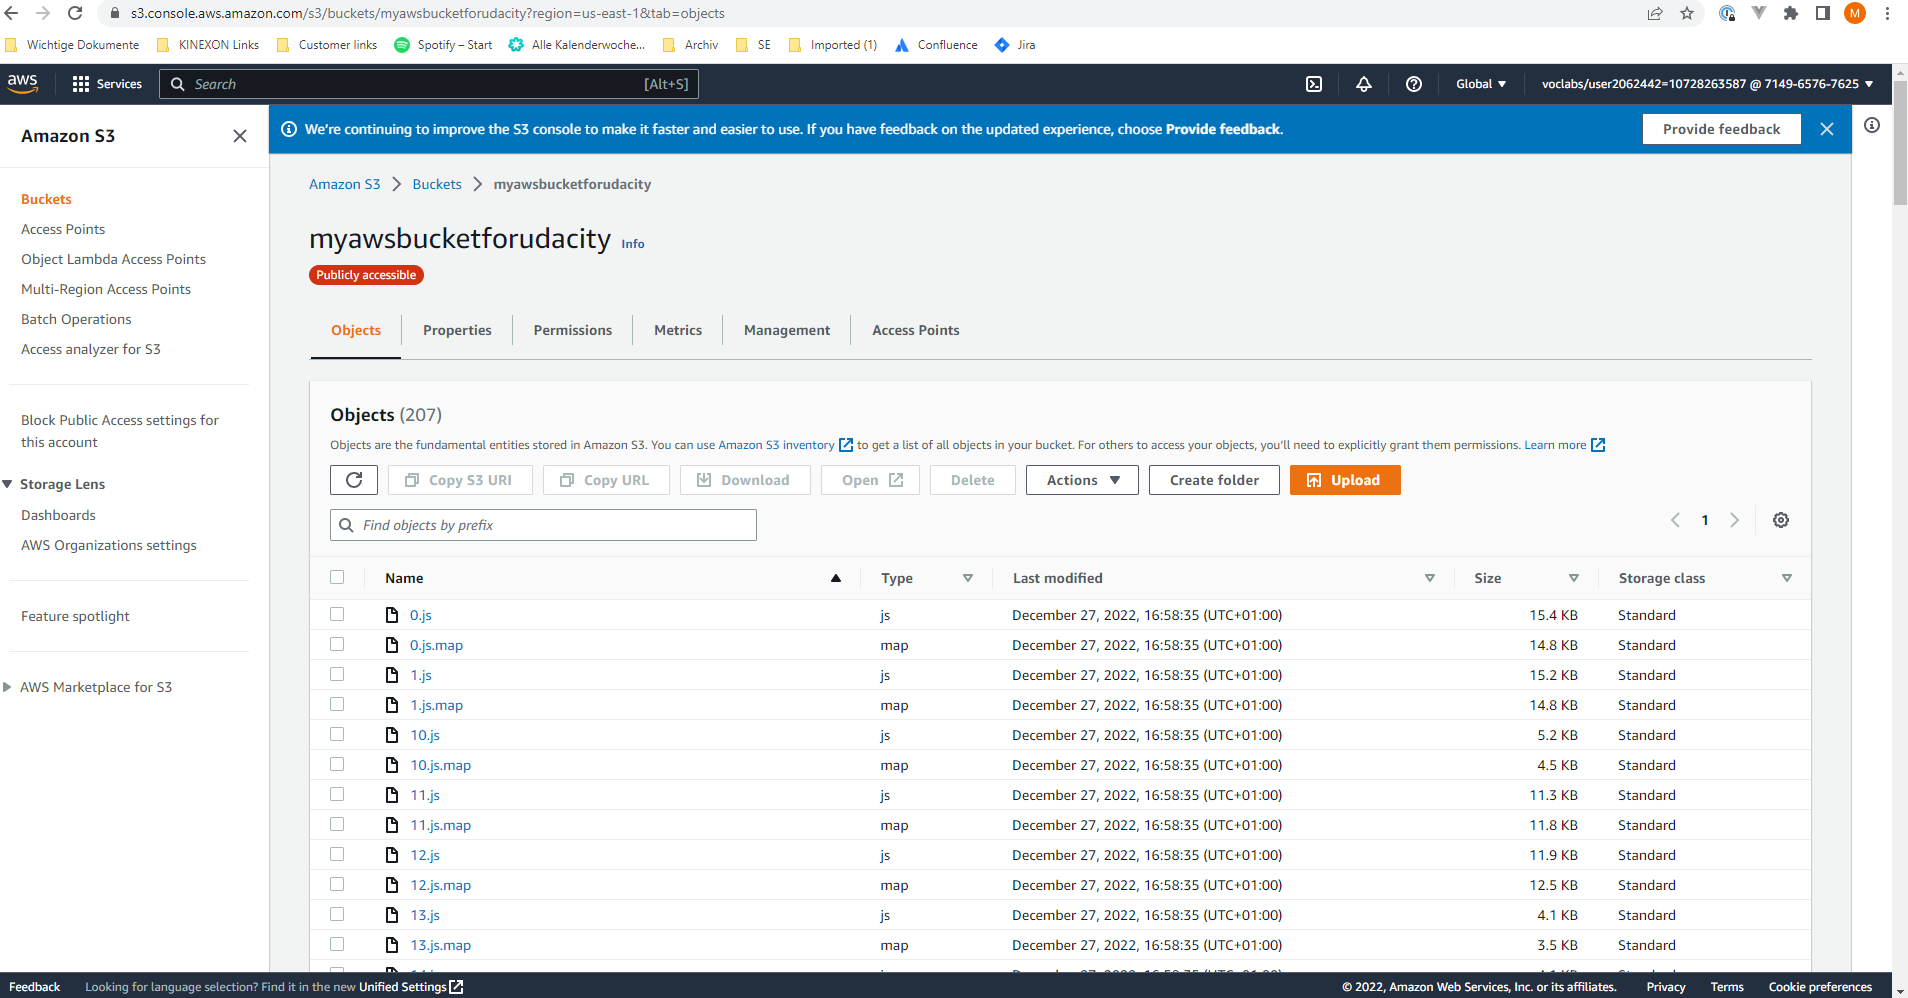 s3.console.aws.amazon.com/s3/buckets/myawsbucketforudacity?region=us-east-1&tab=objects
M
Wichtige Dokumente KINEXON Links Customer links Spotify – Start Alle Kalenderwoche... Archiv SE Imported (1) Confluence Jira
aws Services Search [Alt+S] Global voclabs/user2062442=10728263587 @ 7149-6576-7625
Amazon S3
We're continuing to improve the S3 console to make it faster and easier to use. If you have feedback on the updated experience, choose Provide feedback. Provide feedback
Buckets
Access Points
Object Lambda Access Points
Multi-Region Access Points
Batch Operations
Access analyzer for S3
Block Public Access settings for
this account
Storage Lens
Dashboards
AWS Organizations settings
Feature spotlight
AWS Marketplace for S3
Amazon S3 Buckets myawsbucketforudacity
myawsbucketforudacity Info
Publicly accessible
Objects Properties Permissions Metrics Management Access Points
Objects (207)
Objects are the fundamental entities stored in Amazon S3. You can use Amazon S3 inventory to get a list of all objects in your bucket. For others to access your objects, you'll need to explicitly grant them permissions. Learn more
Copy S3 URI Copy URL Download Open Delete Actions Create folder Upload
Find objects by prefix 1
Name Type Last modified Size Storage class
0.js js December 27, 2022, 16:58:35 (UTC+01:00) 15.4 KB Standard
0.js.map map December 27, 2022, 16:58:35 (UTC+01:00) 14.8 KB Standard
1.js js December 27, 2022, 16:58:35 (UTC+01:00) 15.2 KB Standard
1.js.map map December 27, 2022, 16:58:35 (UTC+01:00) 14.8 KB Standard
10.js js December 27, 2022, 16:58:35 (UTC+01:00) 5.2 KB Standard
10.js.map map December 27, 2022, 16:58:35 (UTC+01:00) 4.5 KB Standard
11.js js December 27, 2022, 16:58:35 (UTC+01:00) 11.3 KB Standard
11.js.map map December 27, 2022, 16:58:35 (UTC+01:00) 11.8 KB Standard
12.js js December 27, 2022, 16:58:35 (UTC+01:00) 11.9 KB Standard
12.js.map map December 27, 2022, 16:58:35 (UTC+01:00) 12.5 KB Standard
13.js js December 27, 2022, 16:58:35 (UTC+01:00) 4.1 KB Standard
13.js.map map December 27, 2022, 16:58:35 (UTC+01:00) 3.5 KB Standard
Feedback Looking for language selection? Find it in the new Unified Settings © 2022, Amazon Web Services, Inc. or its affiliates. Privacy Terms Cookie preferences